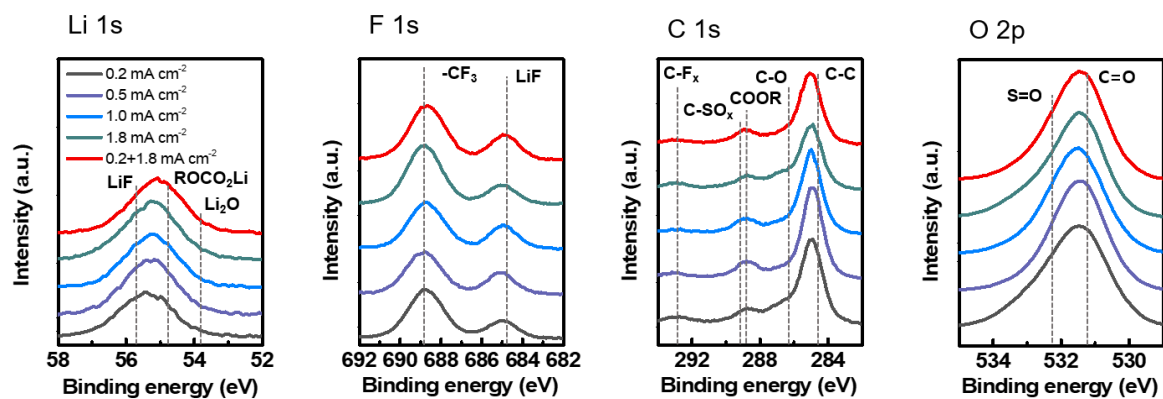 Li 1s
F 1s
C 1s
O 2p
Intensity (a.u.)
0.2 mA cm⁻²
0.5 mA cm⁻²
1.0 mA cm⁻²
1.8 mA cm⁻²
0.2+1.8 mA cm⁻²
LiF
ROCO₂Li
Li₂O
58
56
54
52
Binding energy (eV)
Intensity (a.u.)
-CF₃
LiF
692
690
688
686
684
682
Binding energy (eV)
Intensity (a.u.)
C-Fₓ
C-SOₓ
COOR
C-O
C-C
292
288
284
Binding energy (eV)
Intensity (a.u.)
S=O
C=O
534
532
530
Binding energy (eV)